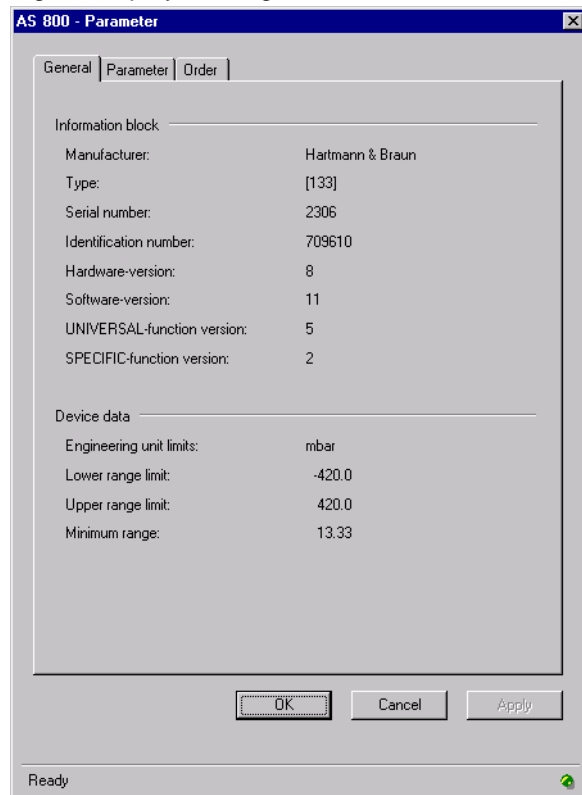 AS 800 - Parameter
General Parameter Order
Information block
Manufacturer: Hartmann & Braun
Type: [133]
Serial number: 2306
Identification number: 709610
Hardware-version: 8
Software-version: 11
UNIVERSAL-function version: 5
SPECIFIC-function version: 2
Device data
Engineering unit limits: mbar
Lower range limit: -420.0
Upper range limit: 420.0
Minimum range: 13.33
OK Cancel Apply
Ready